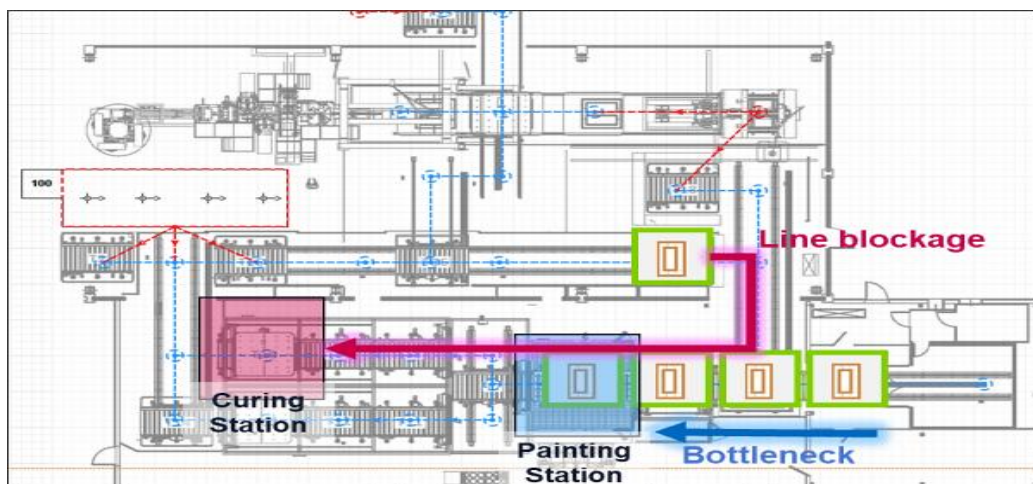 100
Line blockage
Curing
Station
Painting
Station
Bottleneck